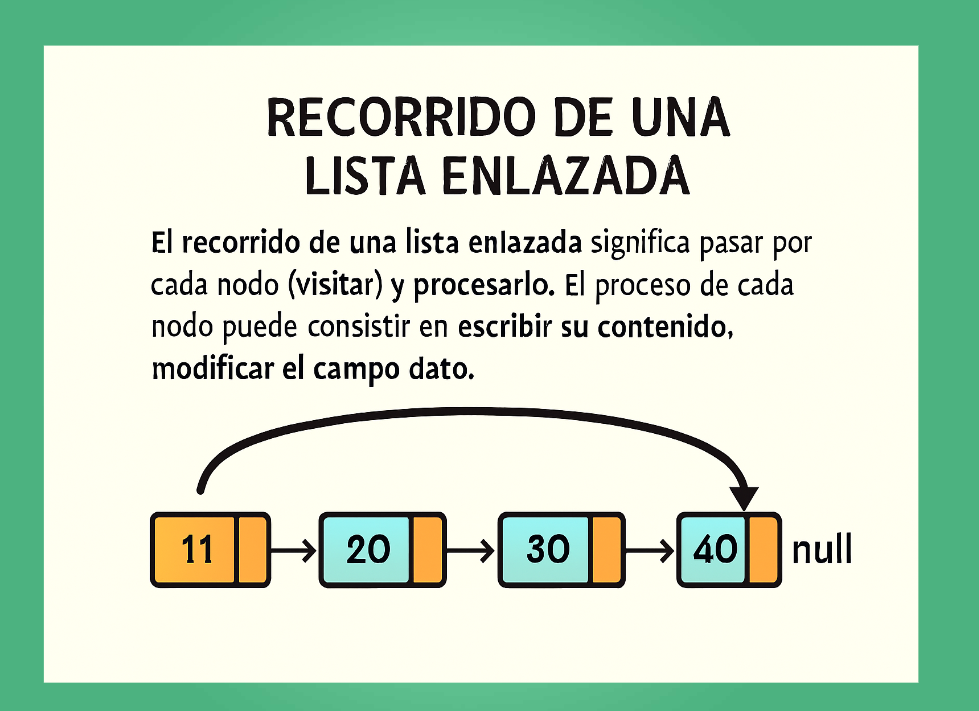 RECORRIDO DE UNA
LISTA ENLAZADA
El recorrido de una lista enlazada significa pasar por
cada nodo (visitar) y procesarlo. El proceso de cada
nodo puede consistir en escribir su contenido,
modificar el campo dato.
11 20 30 40 null